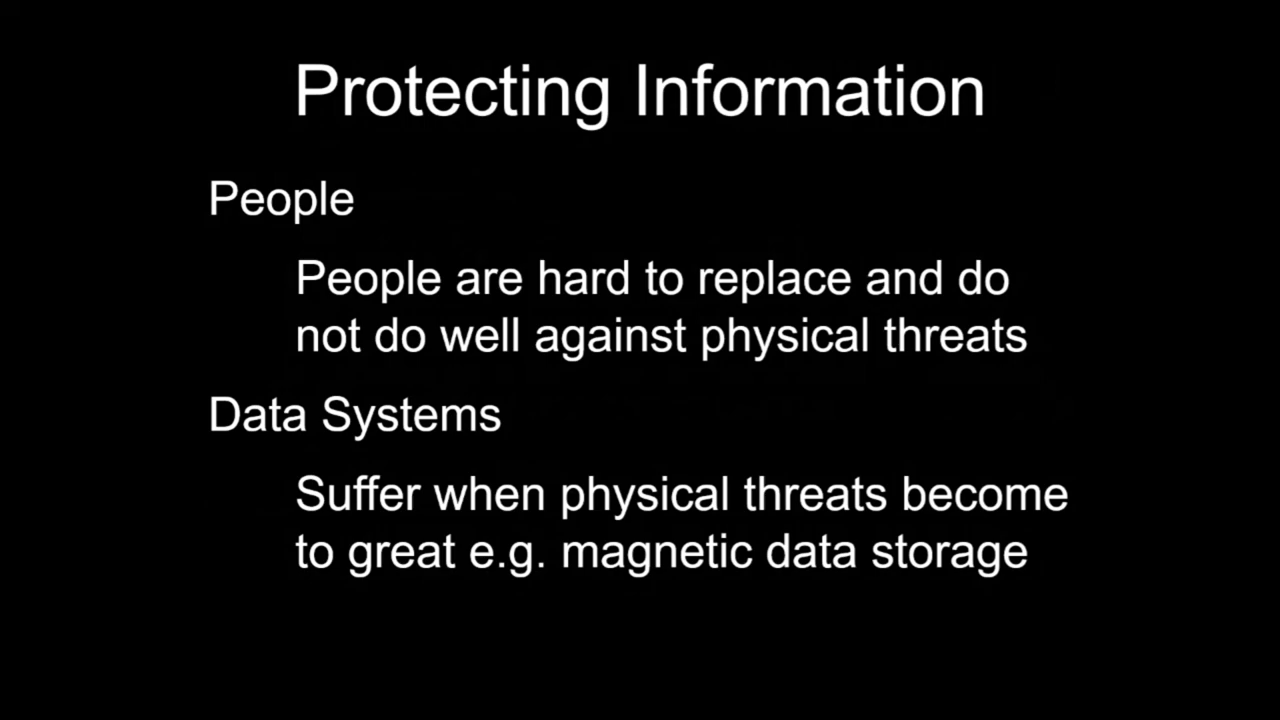 Protecting Information
People
People are hard to replace and do
not do well against physical threats
Data Systems
Suffer when physical threats become
to great e.g. magnetic data storage